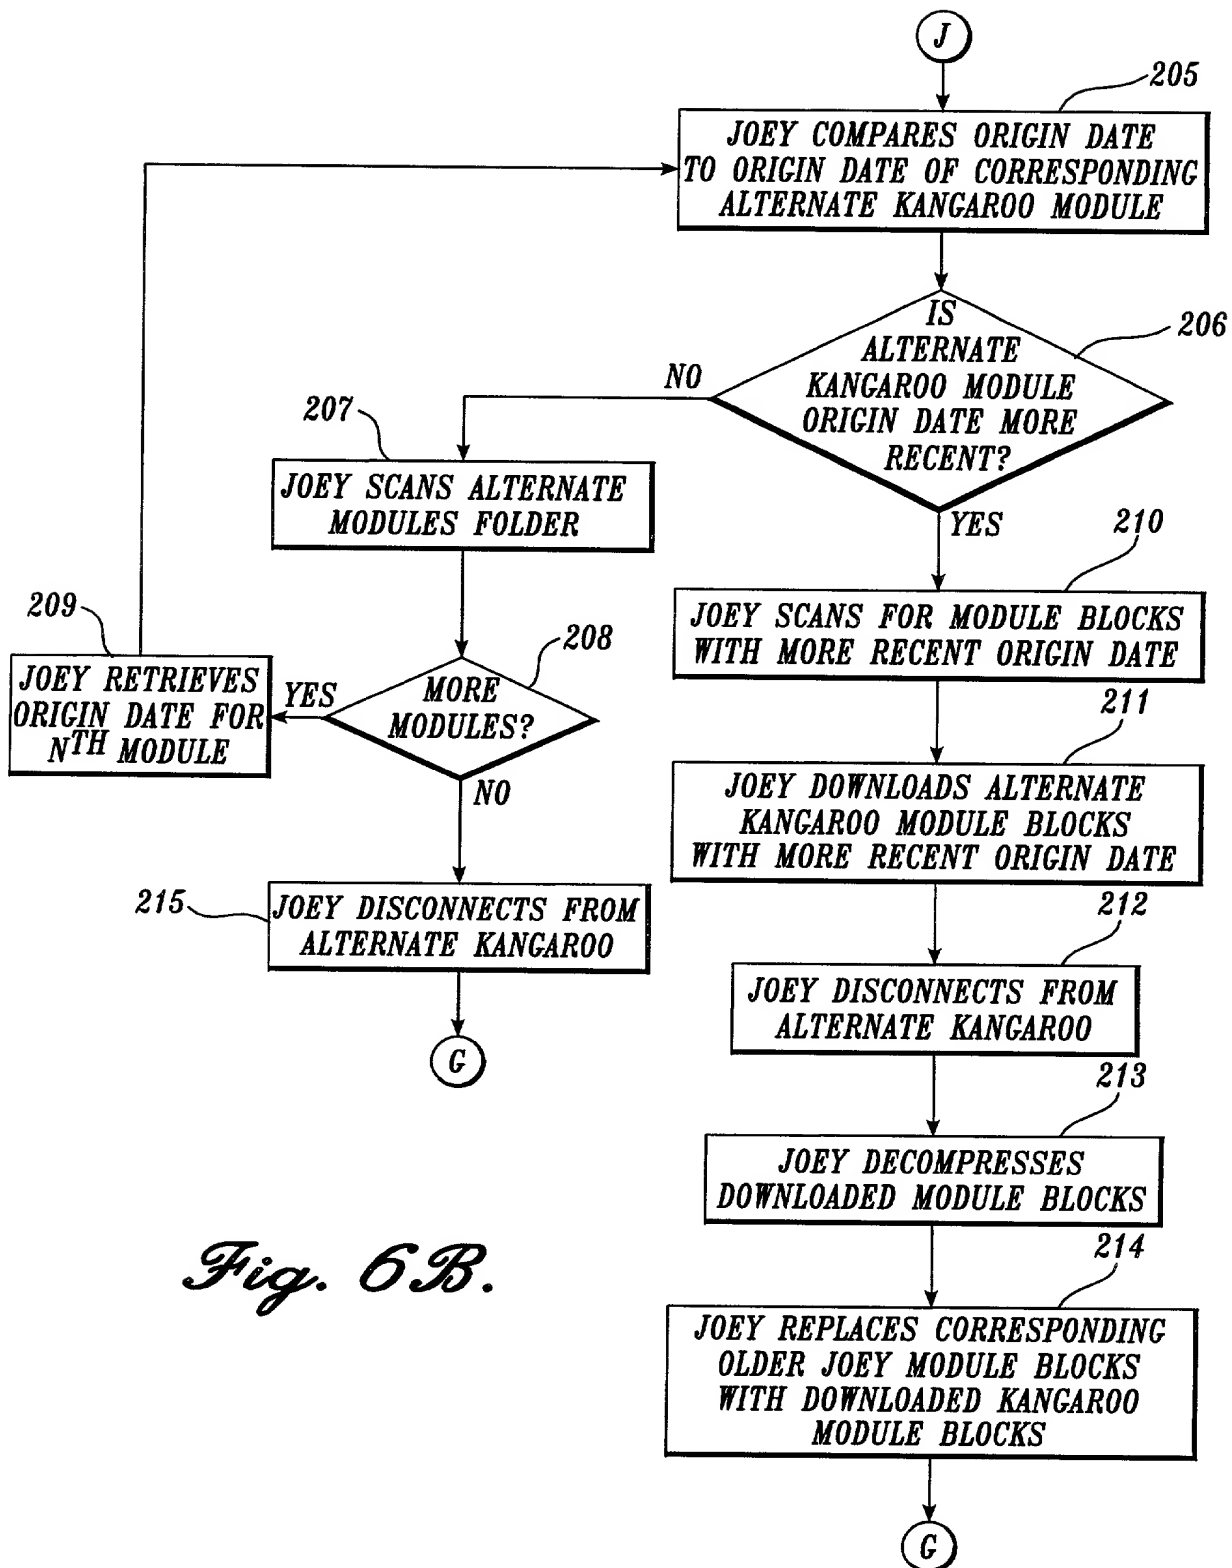 J
205
JOEY COMPARES ORIGIN DATE
TO ORIGIN DATE OF CORRESPONDING
ALTERNATE KANGAROO MODULE
IS
ALTERNATE
KANGAROO MODULE
ORIGIN DATE MORE
RECENT?
206
NO
YES
207
JOEY SCANS ALTERNATE
MODULES FOLDER
208
MORE
MODULES?
YES
NO
209
JOEY RETRIEVES
ORIGIN DATE FOR
NTH MODULE
215
JOEY DISCONNECTS FROM
ALTERNATE KANGAROO
G
210
JOEY SCANS FOR MODULE BLOCKS
WITH MORE RECENT ORIGIN DATE
211
JOEY DOWNLOADS ALTERNATE
KANGAROO MODULE BLOCKS
WITH MORE RECENT ORIGIN DATE
212
JOEY DISCONNECTS FROM
ALTERNATE KANGAROO
213
JOEY DECOMPRESSES
DOWNLOADED MODULE BLOCKS
214
JOEY REPLACES CORRESPONDING
OLDER JOEY MODULE BLOCKS
WITH DOWNLOADED KANGAROO
MODULE BLOCKS
G
Fig. 6B.